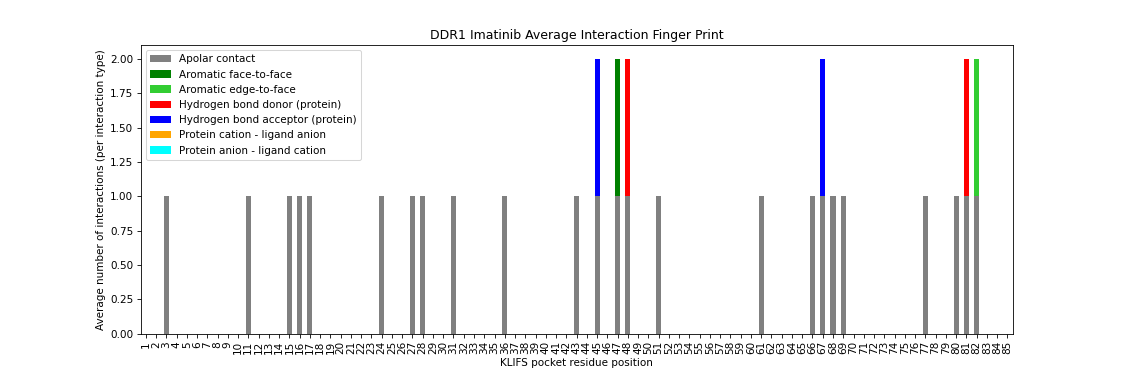 DDR1 Imatinib Average Interaction Finger Print
Average number of interactions (per interaction type)
2.00
1.75
1.50
1.25
1.00
0.75
0.50
0.25
0.00
Apolar contact
Aromatic face-to-face
Aromatic edge-to-face
Hydrogen bond donor (protein)
Hydrogen bond acceptor (protein)
Protein cation - ligand anion
Protein anion - ligand cation
1 2 3 4 5 6 7 8 9 10 11 12 13 14 15 16 17 18 19 20 21 22 23 24 25 26 27 28 29 30 31 32 33 34 35 36 37 38 39 40 41 42 43 44 45 46 47 48 49 50 51 52 53 54 55 56 57 58 59 60 61 62 63 64 65 66 67 68 69 70 71 72 73 74 75 76 77 78 79 80 81 82 83 84 85
KLIFS pocket residue position